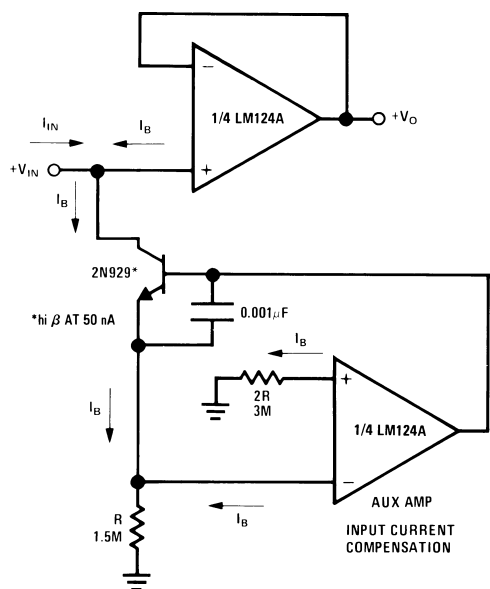 −
1/4 LM124A
+VO
+
IIN
IB
+VIN
IB
2N929*
*hi β AT 50 nA
0.001μF
IB
+
2R
3M
1/4 LM124A
IB
−
AUX AMP
IB
R
1.5M
INPUT CURRENT
COMPENSATION